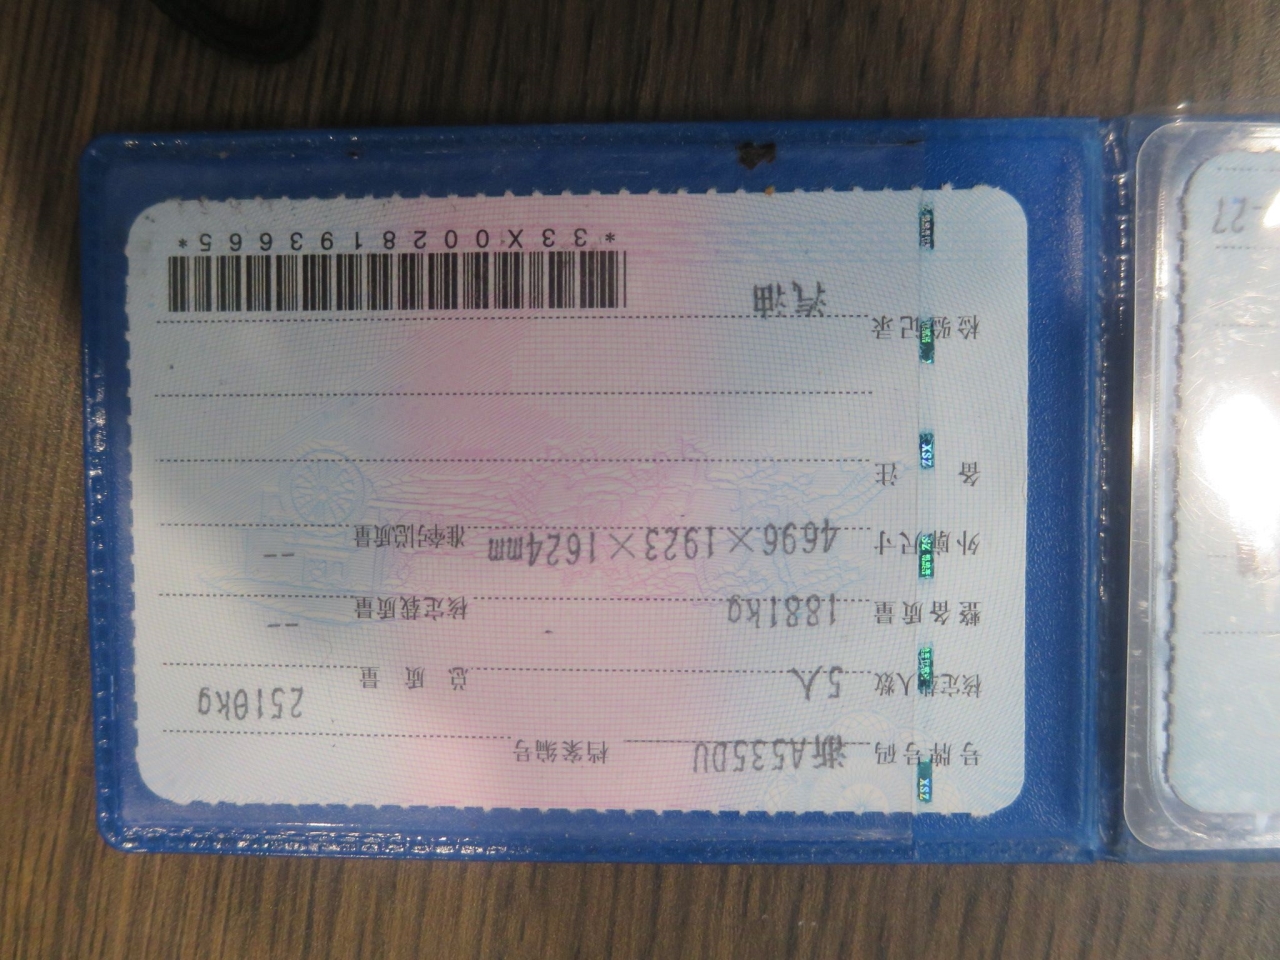 号牌号码 浙A535DU 档案编号
核定载人数 5人 总质量 2510kg
整备质量 1881kg 核定载质量 --
外廓尺寸 4696×1923×1624mm 准牵引总质量 --
备注
检验记录
汽油
*33X0028193665*
XSZ
XSZ
-27